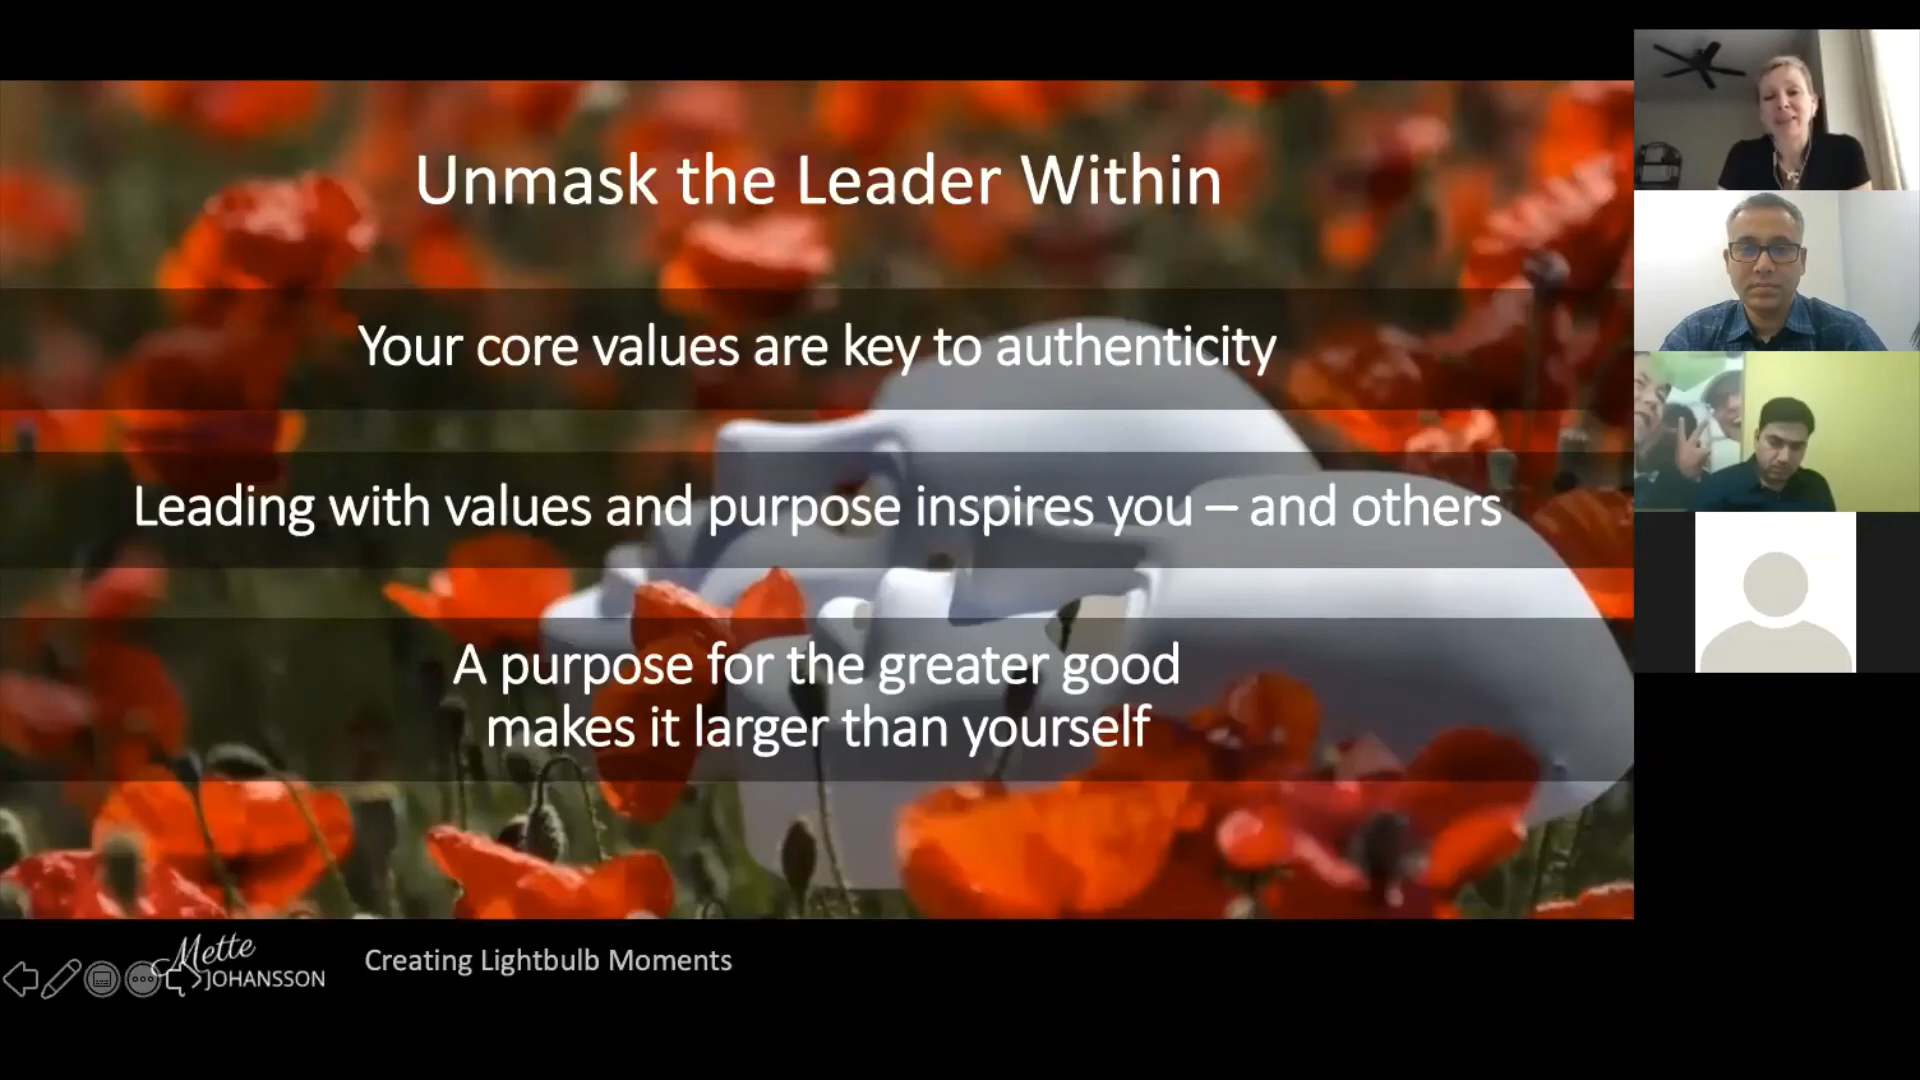 Unmask the Leader Within
Your core values are key to authenticity
Leading with values and purpose inspires you – and others
A purpose for the greater good
makes it larger than yourself
Mette
JOHANSSON
Creating Lightbulb Moments